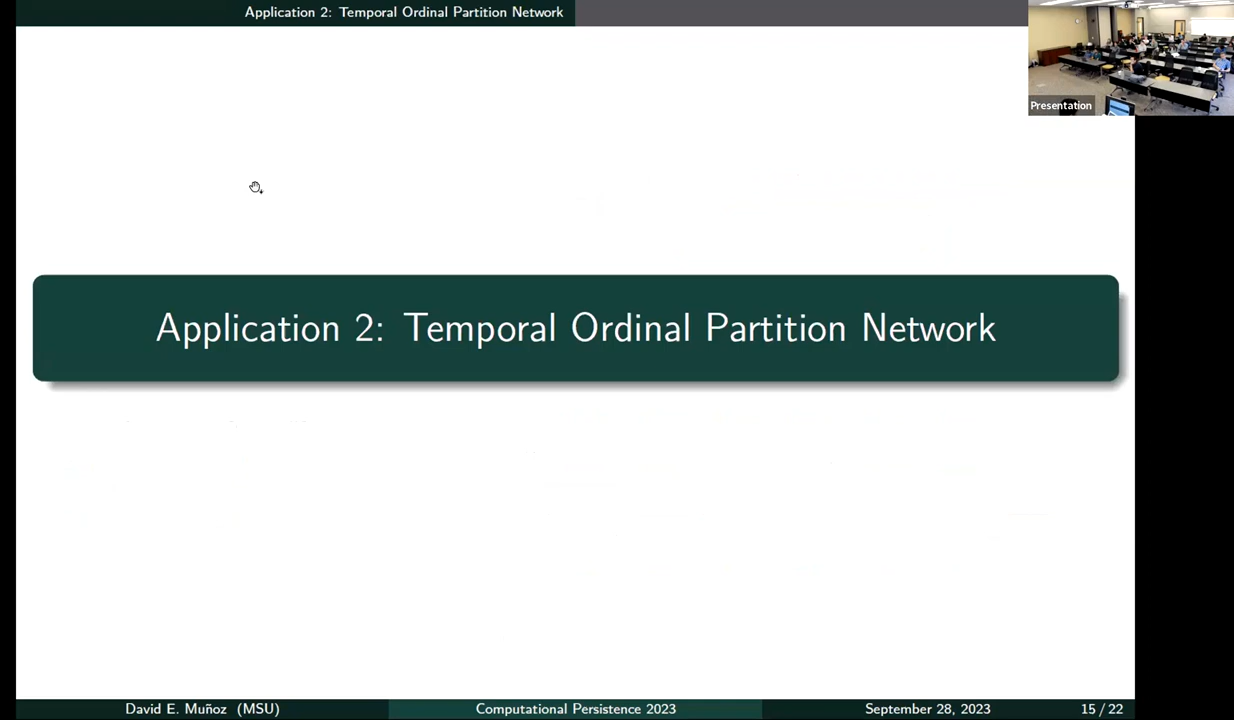 Application 2: Temporal Ordinal Partition Network
Presentation
Application 2: Temporal Ordinal Partition Network
David E. Muñoz (MSU)
Computational Persistence 2023
September 28, 2023
15 / 22